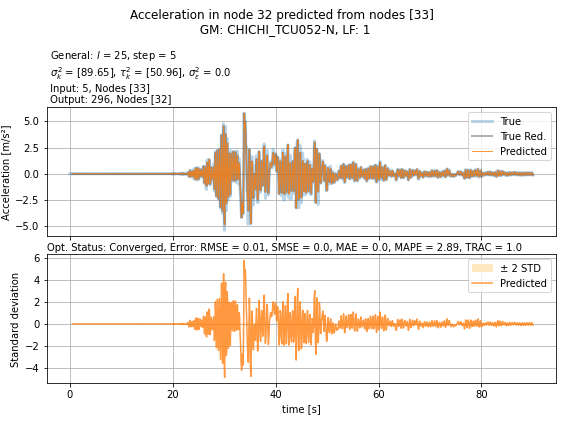 Acceleration in node 32 predicted from nodes [33]
GM: CHICHI_TCU052-N, LF: 1
General: l = 25, step = 5
σ²ₖ = [89.65], τ²ₖ = [50.96], σ²ε = 0.0
Input: 5, Nodes [33]
Output: 296, Nodes [32]
Acceleration [m/s²]
5.0
2.5
0.0
−2.5
−5.0
True
True Red.
Predicted
Opt. Status: Converged, Error: RMSE = 0.01, SMSE = 0.0, MAE = 0.0, MAPE = 2.89, TRAC = 1.0
Standard deviation
6
4
2
0
−2
−4
± 2 STD
Predicted
0 20 40 60 80
time [s]